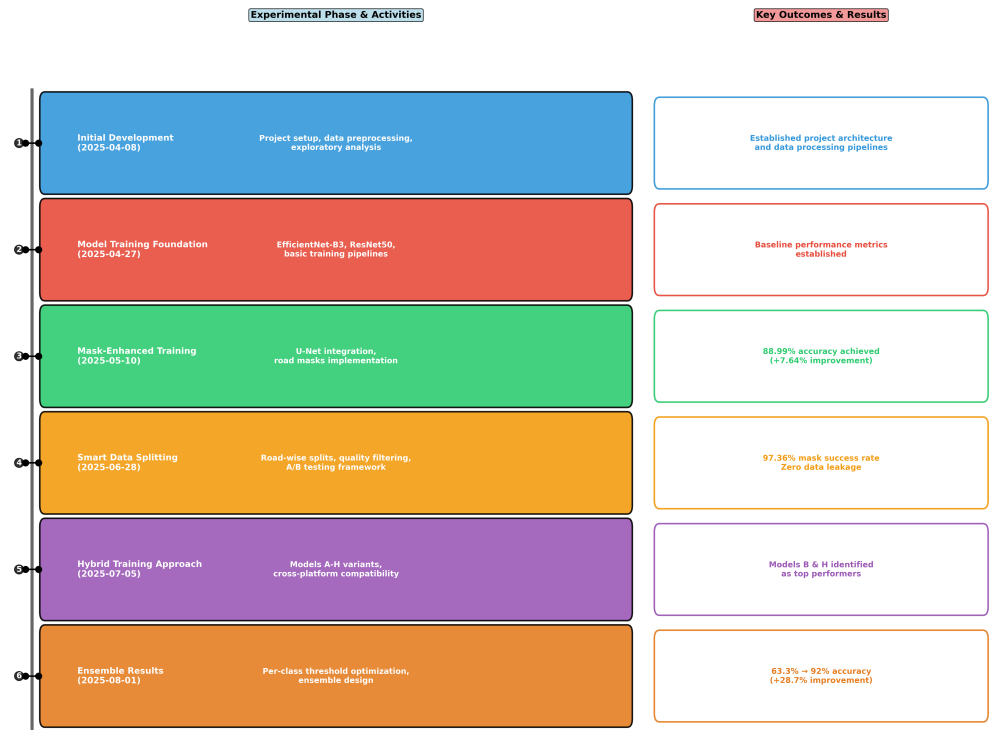 Experimental Phase & Activities
Key Outcomes & Results
1
Initial Development
(2025-04-08)
Project setup, data preprocessing,
exploratory analysis
Established project architecture
and data processing pipelines
2
Model Training Foundation
(2025-04-27)
EfficientNet-B3, ResNet50,
basic training pipelines
Baseline performance metrics
established
3
Mask-Enhanced Training
(2025-05-10)
U-Net integration,
road masks implementation
88.99% accuracy achieved
(+7.64% improvement)
4
Smart Data Splitting
(2025-06-28)
Road-wise splits, quality filtering,
A/B testing framework
97.36% mask success rate
Zero data leakage
5
Hybrid Training Approach
(2025-07-05)
Models A-H variants,
cross-platform compatibility
Models B & H identified
as top performers
6
Ensemble Results
(2025-08-01)
Per-class threshold optimization,
ensemble design
63.3% → 92% accuracy
(+28.7% improvement)